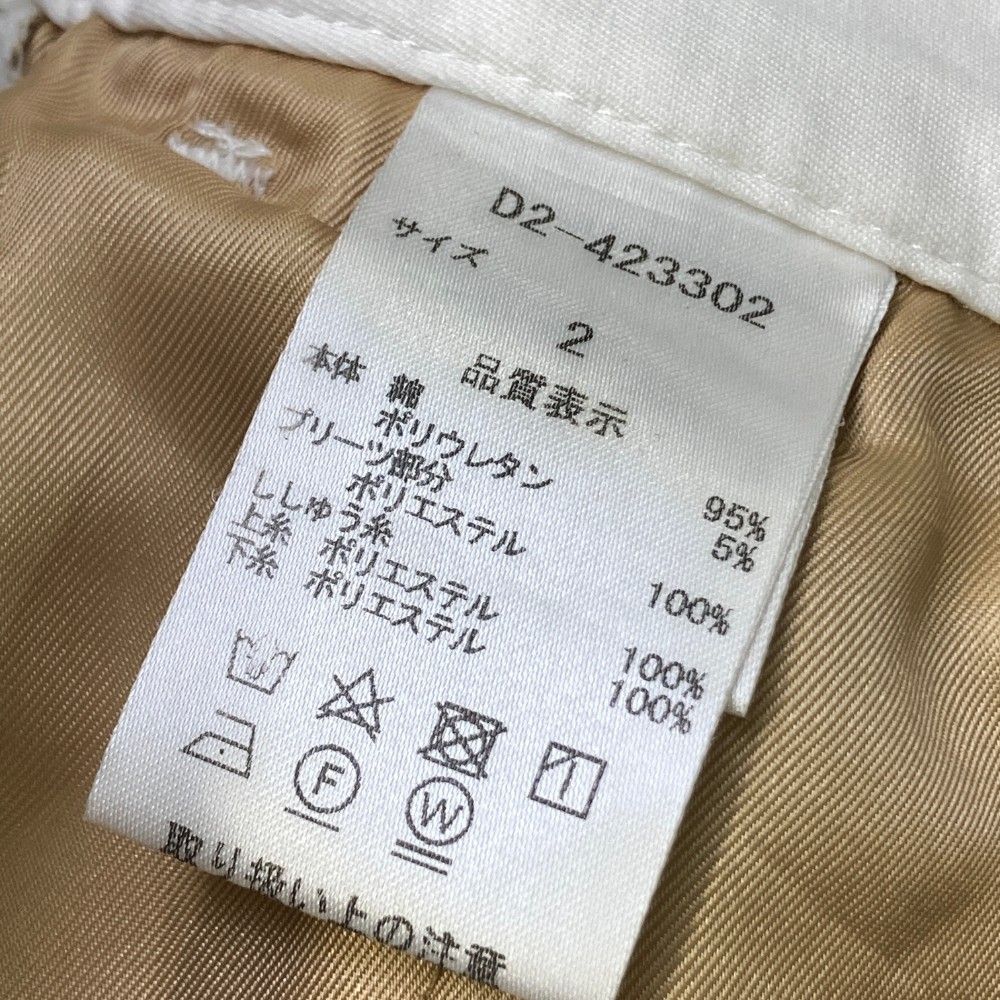 D2-423302
サイズ
2
品質表示
本体 綿 95%
ポリウレタン 5%
プリーツ部分
ポリエステル 100%
ししゅう糸
上糸 ポリエステル 100%
下糸 ポリエステル 100%
F
W
取り扱い上の注意